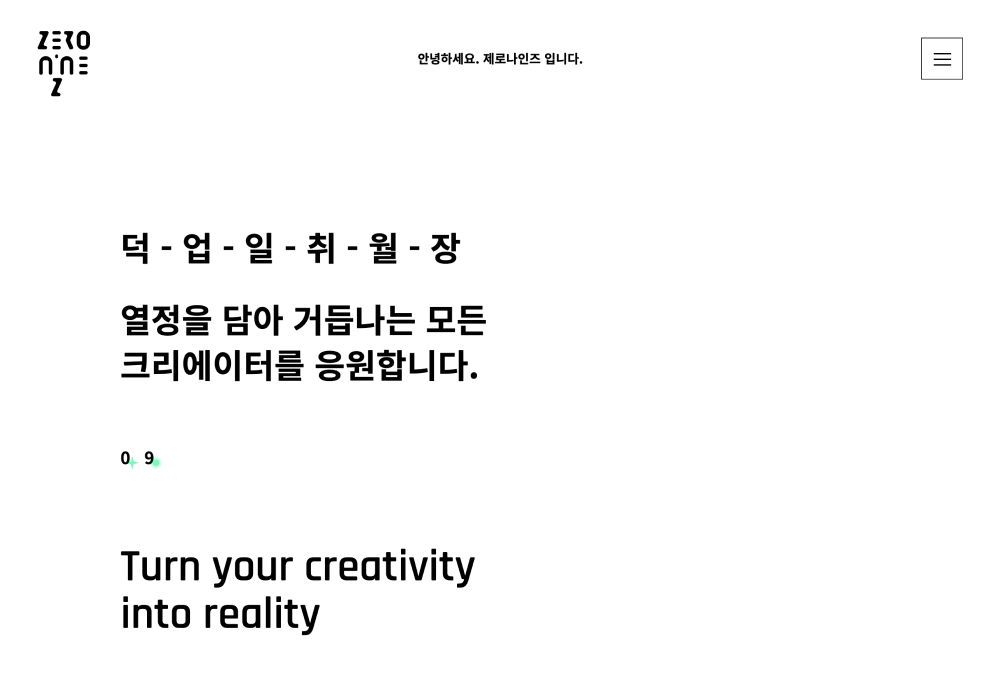 ZERO
NINE
Z
안녕하세요. 제로나인즈 입니다.
덕 - 업 - 일 - 취 - 월 - 장
열정을 담아 거듭나는 모든
크리에이터를 응원합니다.
0 9
Turn your creativity
into reality